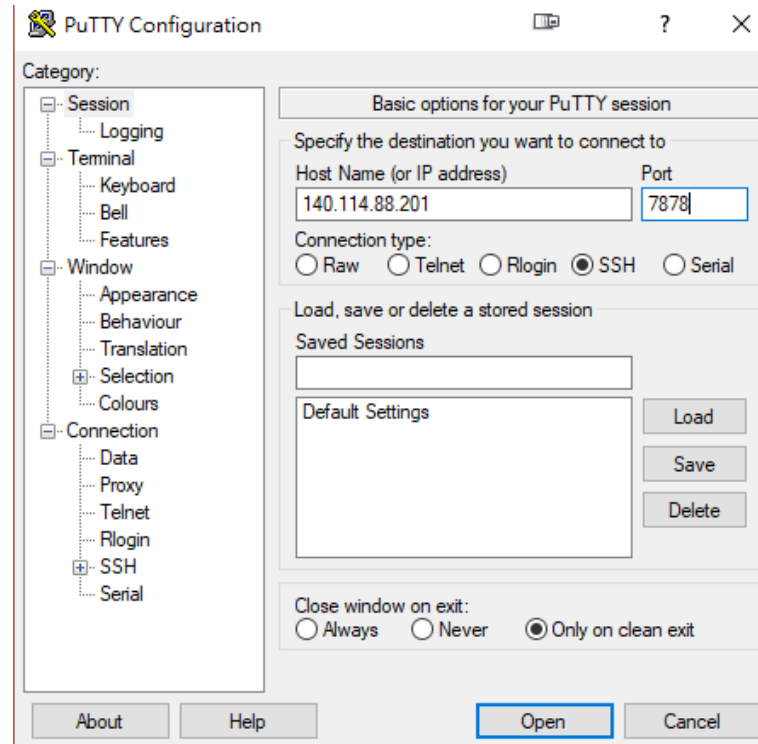 PuTTY Configuration
?
Category:
Session
Logging
Terminal
Keyboard
Bell
Features
Window
Appearance
Behaviour
Translation
Selection
Colours
Connection
Data
Proxy
Telnet
Rlogin
SSH
Serial
Basic options for your PuTTY session
Specify the destination you want to connect to
Host Name (or IP address) Port
140.114.88.201 7878
Connection type:
Raw Telnet Rlogin SSH Serial
Load, save or delete a stored session
Saved Sessions
Default Settings
Load
Save
Delete
Close window on exit:
Always Never Only on clean exit
About Help Open Cancel